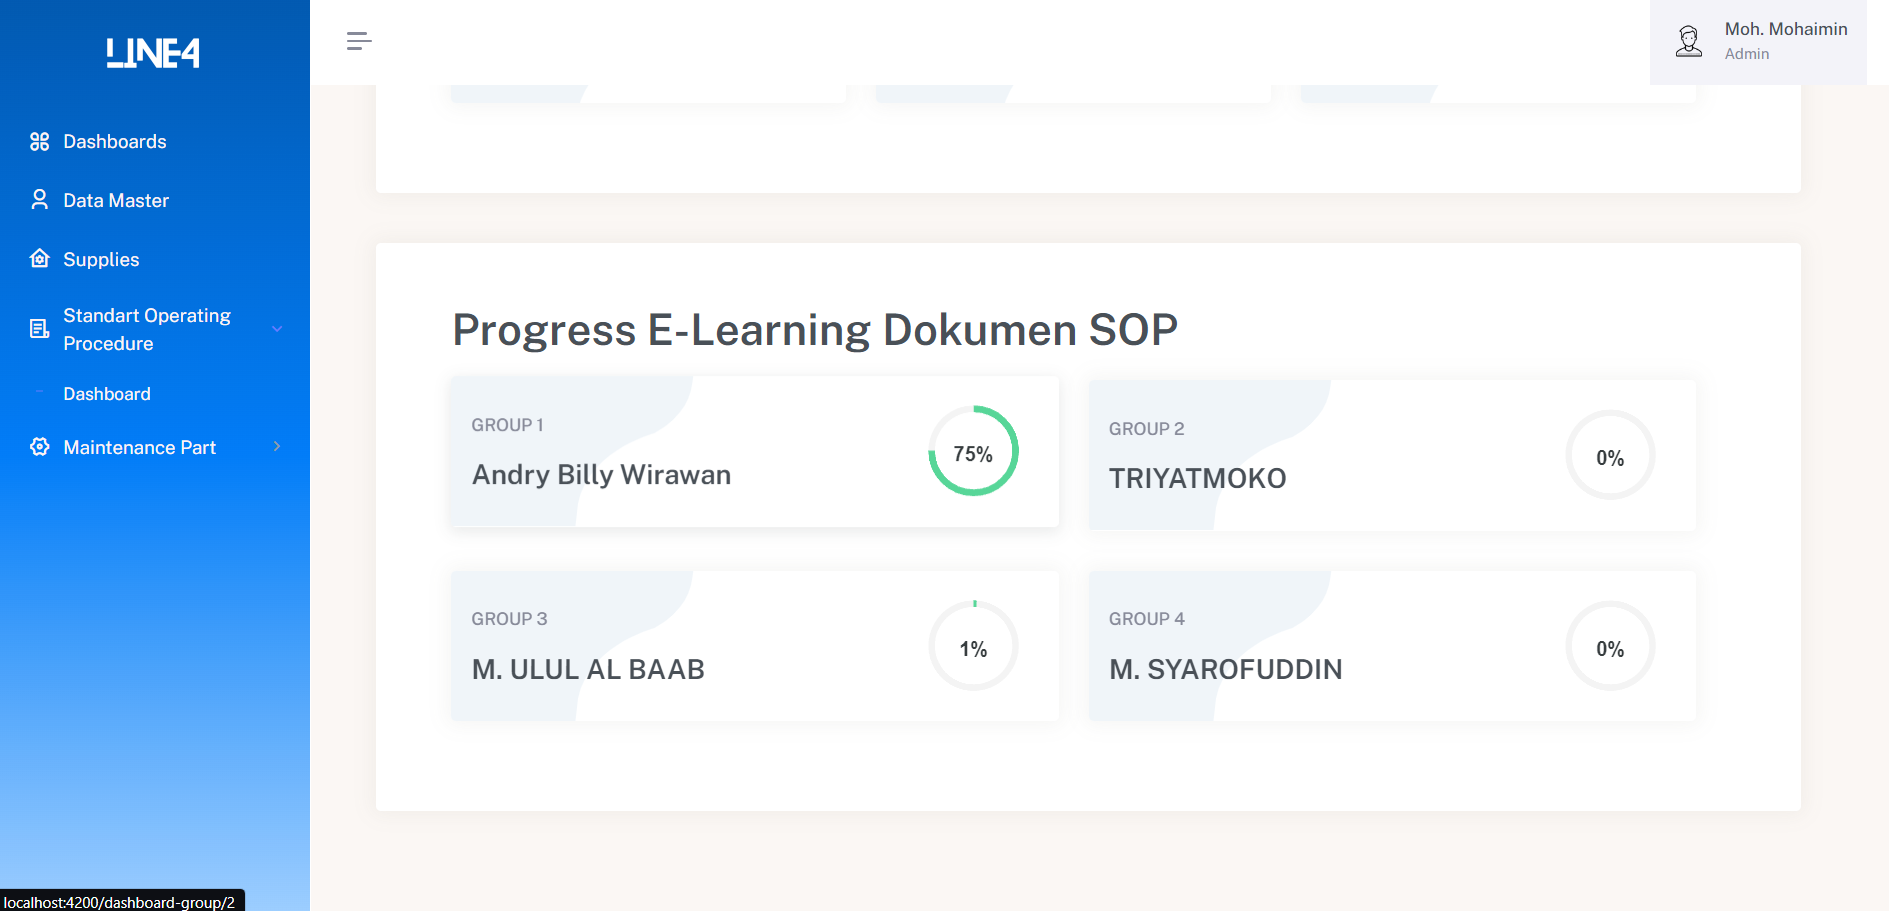 LINE4
Moh. Mohaimin
Admin
Dashboards
Data Master
Supplies
Standart Operating
Procedure
Dashboard
Maintenance Part
Progress E-Learning Dokumen SOP
GROUP 1
Andry Billy Wirawan
75%
GROUP 2
TRIYATMOKO
0%
GROUP 3
M. ULUL AL BAAB
1%
GROUP 4
M. SYAROFUDDIN
0%
localhost:4200/dashboard-group/2